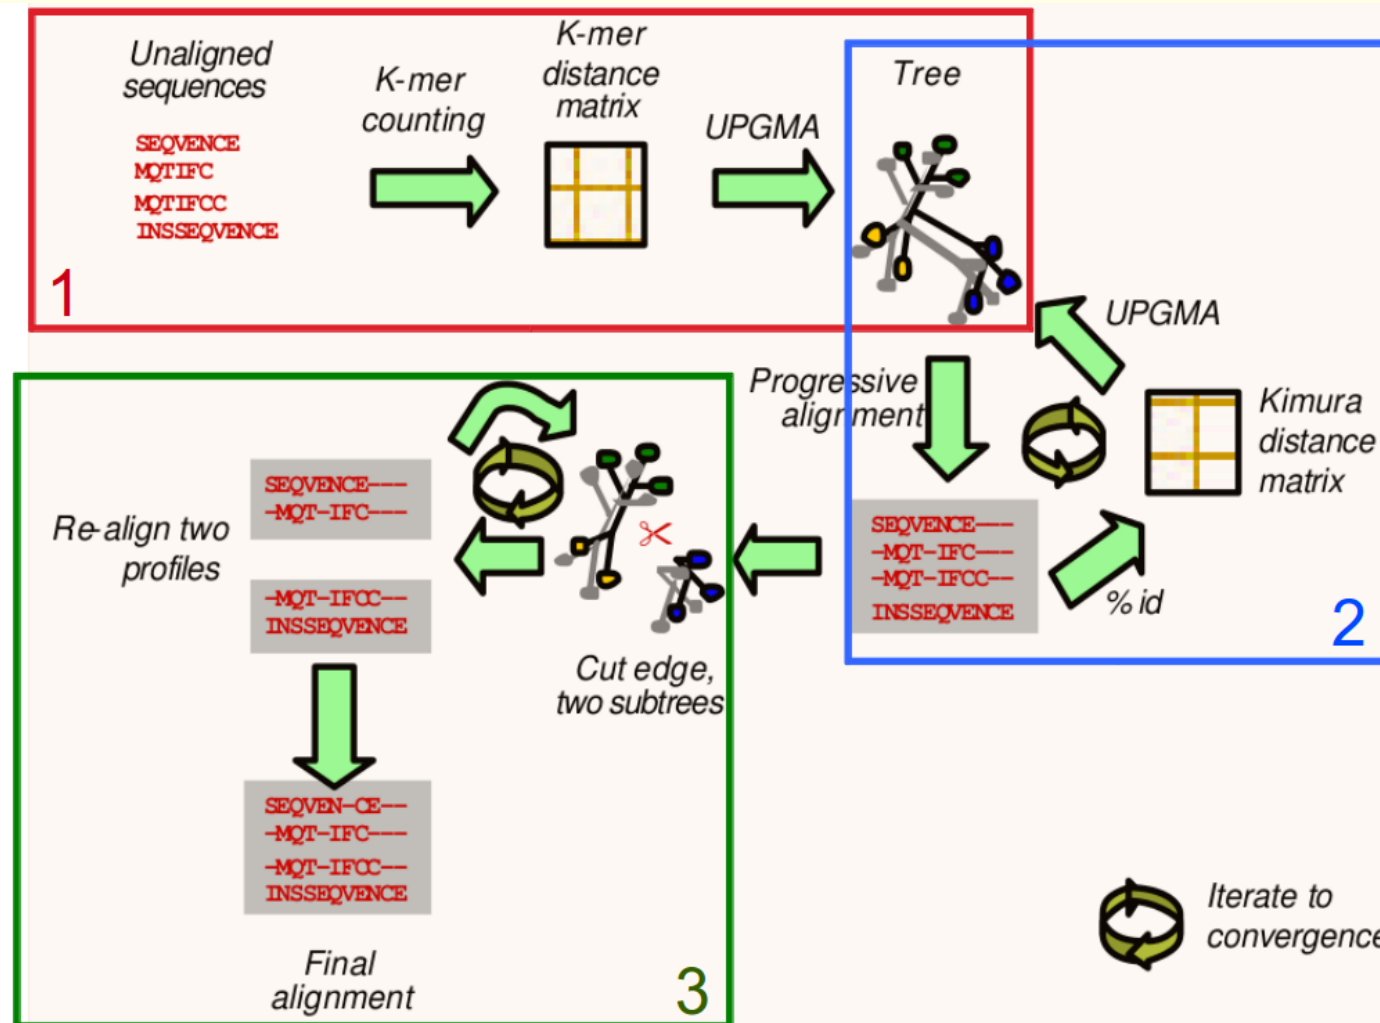 Unaligned
sequences
SEQVENCE
MQTIFC
MQTIFCC
INSSEQVENCE
1
K-mer
counting
K-mer
distance
matrix
UPGMA
Tree
UPGMA
Kimura
distance
matrix
Progressive
alignment
SEQVENCE---
-MQT-IFC---
-MQT-IFCC--
INSSEQVENCE
% id
2
Cut edge,
two subtrees
Re-align two
profiles
SEQVENCE---
-MQT-IFC---
-MQT-IFCC--
INSSEQVENCE
SEQVEN-CE--
-MQT-IFC---
-MQT-IFCC--
INSSEQVENCE
Final
alignment
3
Iterate to
convergence